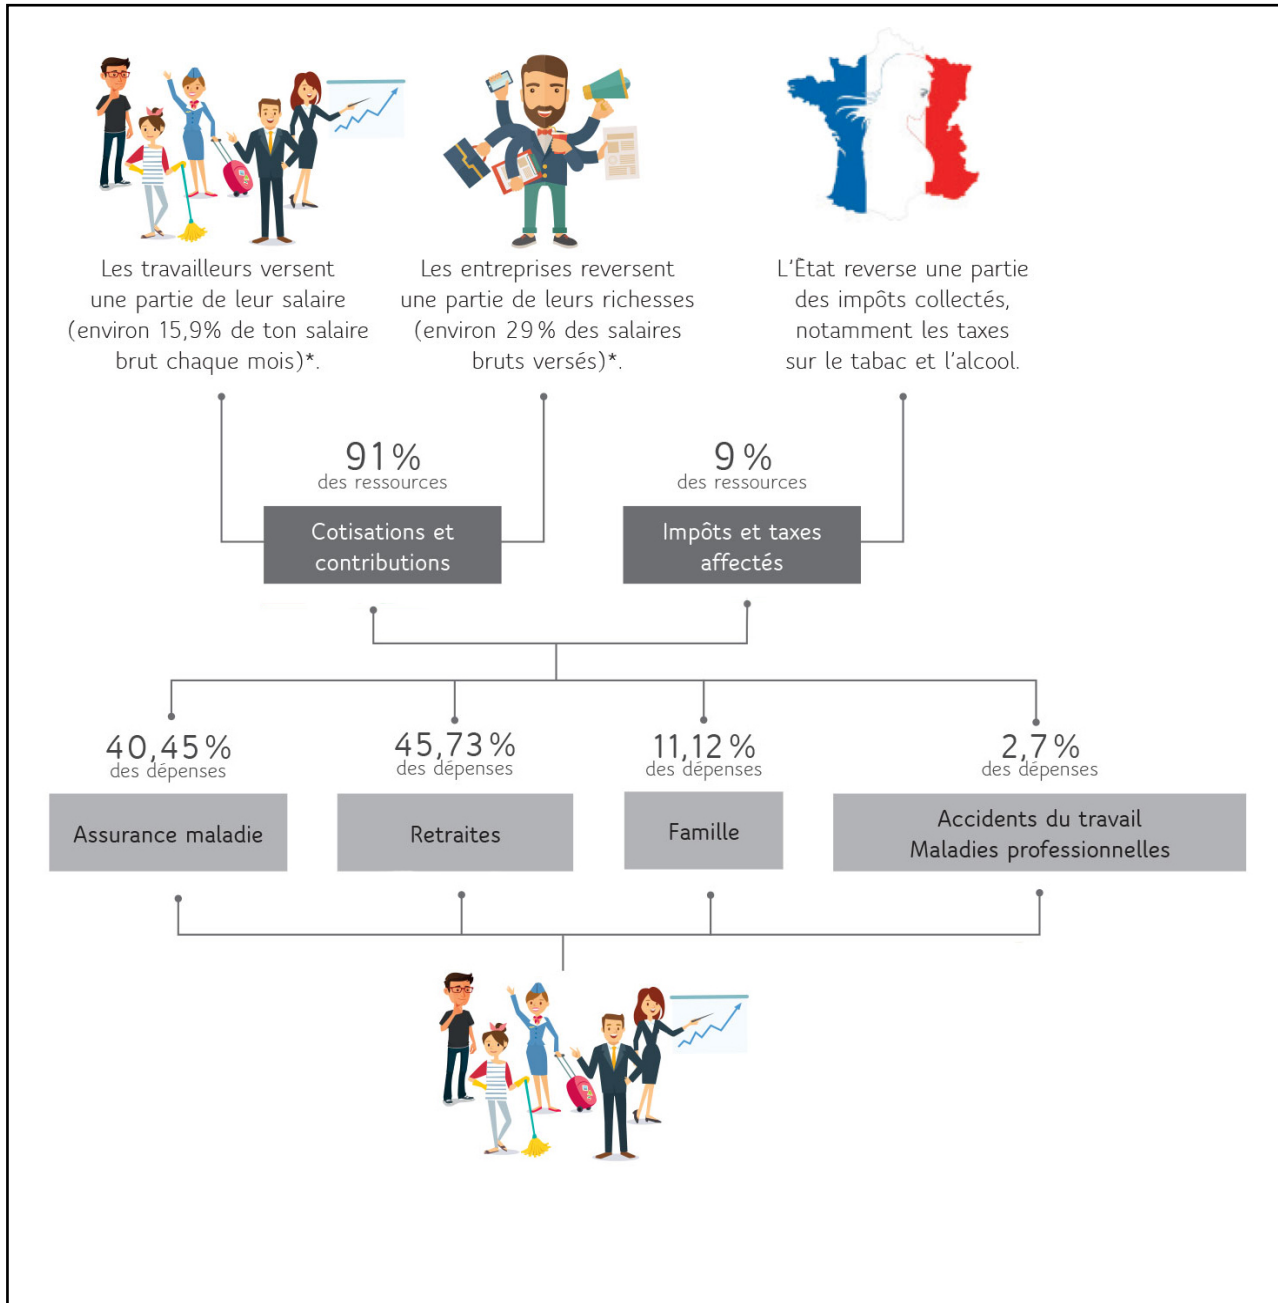 Les travailleurs versent
une partie de leur salaire
(environ 15,9% de ton salaire
brut chaque mois)*.
Les entreprises reversent
une partie de leurs richesses
(environ 29% des salaires
bruts versés)*.
L'État reverse une partie
des impôts collectés,
notamment les taxes
sur le tabac et l'alcool.
91%
des ressources
Cotisations et
contributions
9%
des ressources
Impôts et taxes
affectés
40,45%
des dépenses
Assurance maladie
45,73%
des dépenses
Retraites
11,12%
des dépenses
Famille
2,7%
des dépenses
Accidents du travail
Maladies professionnelles